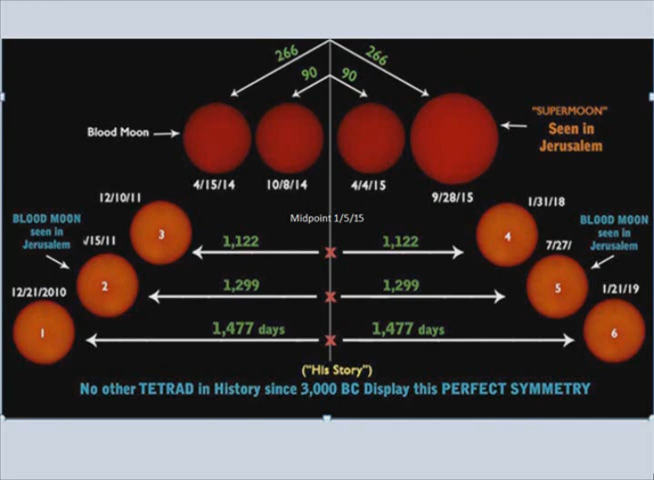 266 266
90 90
Blood Moon
"SUPERMOON"
Seen in
Jerusalem
4/15/14 10/8/14 4/4/15 9/28/15
12/10/11 1/31/18
Midpoint 1/5/15
BLOOD MOON
seen in
Jerusalem
BLOOD MOON
seen in
Jerusalem
/15/11 7/27/
3 4
1,122 1,122
2 5
1,299 1,299
12/21/2010 1/21/19
1 6
1,477 days 1,477 days
X
X
X
("His Story")
No other TETRAD in History since 3,000 BC Display this PERFECT SYMMETRY